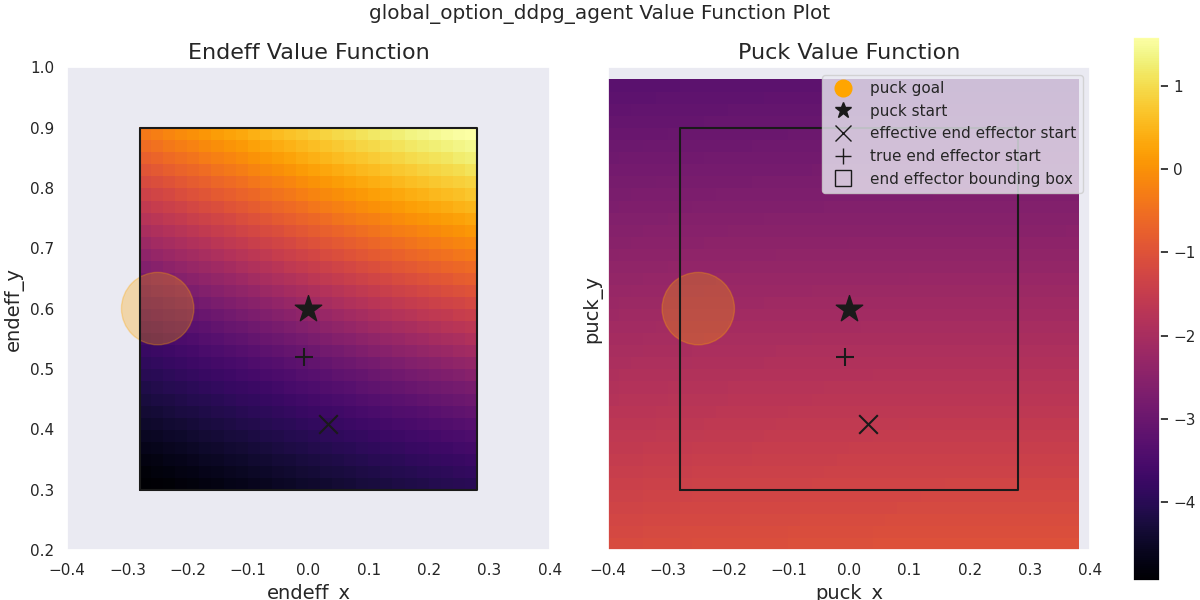 global_option_ddpg_agent Value Function Plot
Endeff Value Function
Puck Value Function
puck goal
puck start
effective end effector start
true end effector start
end effector bounding box
endeff_y
1.0
0.9
0.8
0.7
0.6
0.5
0.4
0.3
0.2
−0.4 −0.3 −0.2 −0.1 0.0 0.1 0.2 0.3 0.4
endeff_x
puck_y
−0.4 −0.3 −0.2 −0.1 0.0 0.1 0.2 0.3 0.4
puck_x
1
0
−1
−2
−3
−4